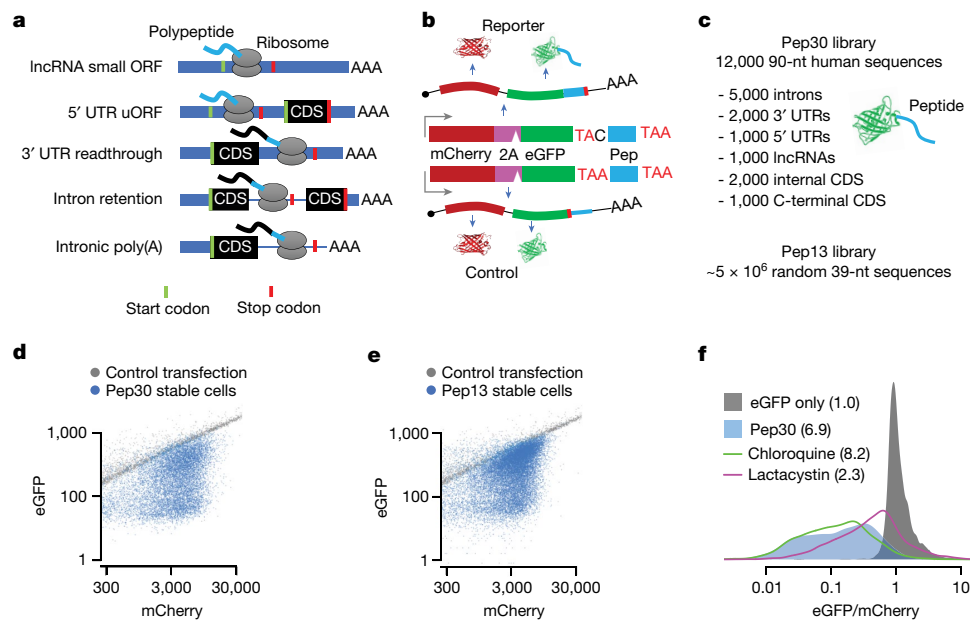 a
Polypeptide
Ribosome
lncRNA small ORF
AAA
5′ UTR uORF
CDS
AAA
3′ UTR readthrough
CDS
AAA
Intron retention
CDS
CDS
AAA
Intronic poly(A)
CDS
AAA
Start codon
Stop codon
b
Reporter
AAA
TAC
TAA
mCherry
2A
eGFP
Pep
TAA
TAA
AAA
Control
c
Pep30 library
12,000 90-nt human sequences
- 5,000 introns
- 2,000 3′ UTRs
- 1,000 5′ UTRs
- 1,000 lncRNAs
- 2,000 internal CDS
- 1,000 C-terminal CDS
Peptide
Pep13 library
~5 × 10⁶ random 39-nt sequences
d
Control transfection
Pep30 stable cells
eGFP
1,000
100
1
300
3,000
30,000
mCherry
e
Control transfection
Pep13 stable cells
eGFP
1,000
100
1
300
3,000
30,000
mCherry
f
eGFP only (1.0)
Pep30 (6.9)
Chloroquine (8.2)
Lactacystin (2.3)
0.01
0.1
1
10
eGFP/mCherry